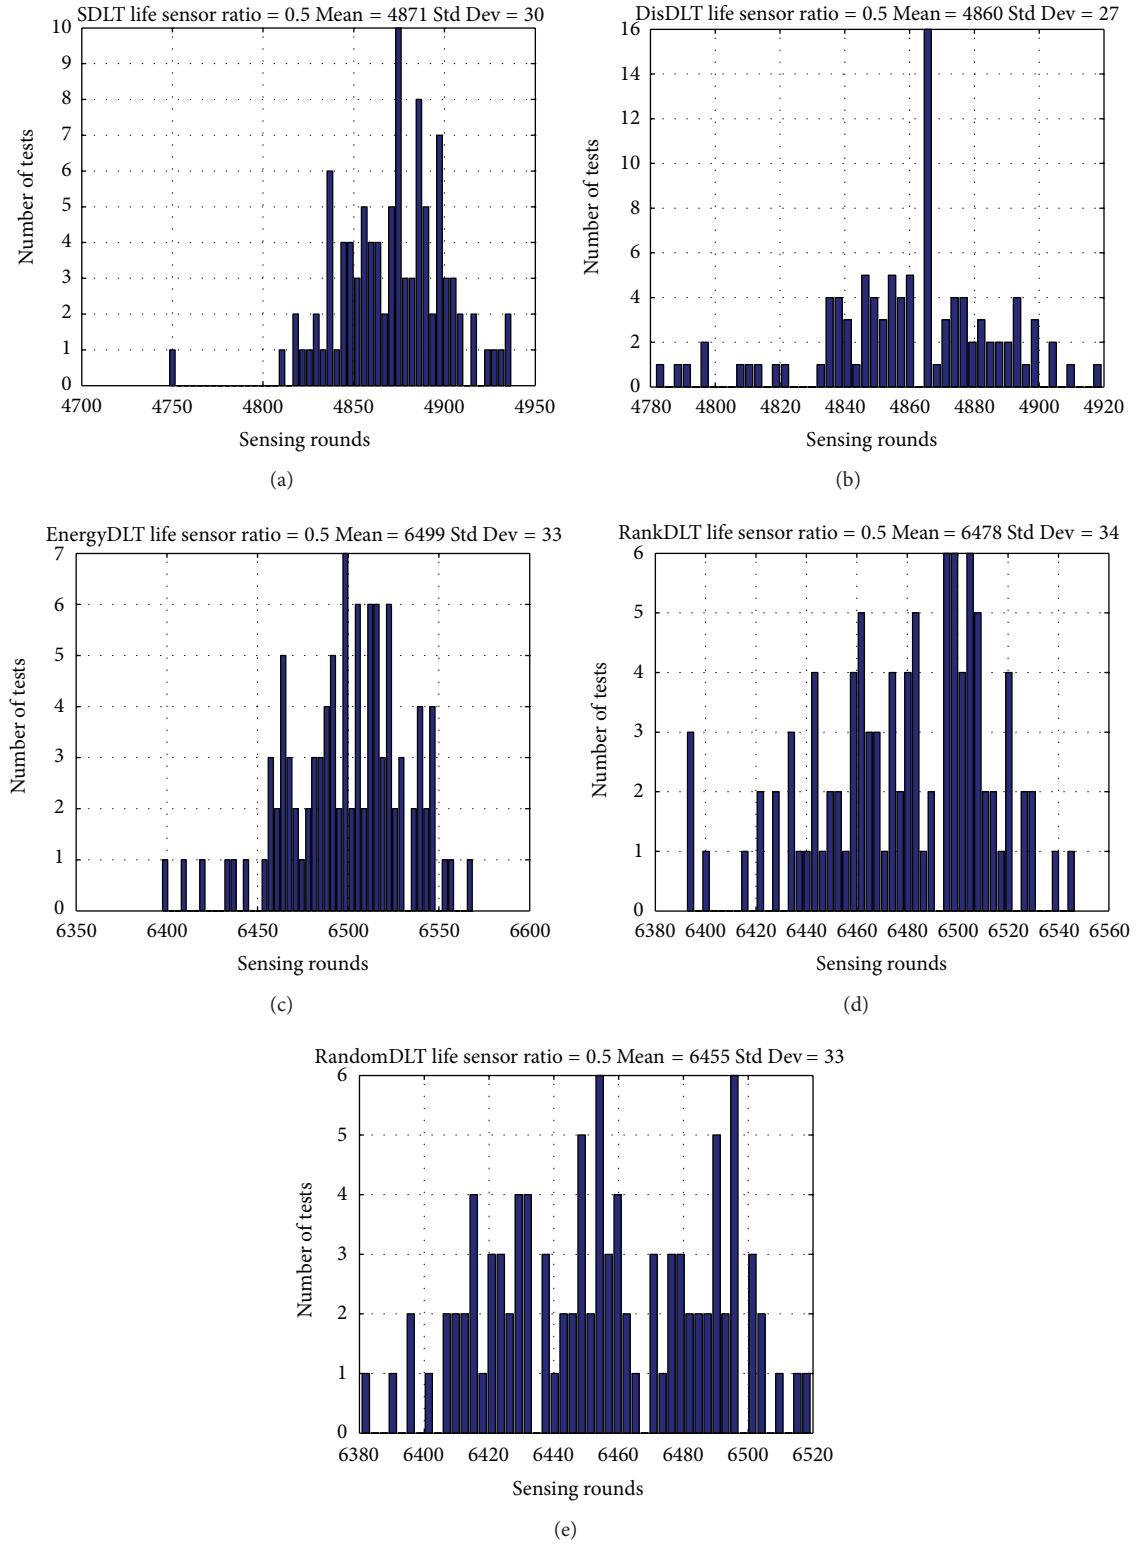 SDLT life sensor ratio = 0.5 Mean = 4871 Std Dev = 30
10
9
8
7
6
5
4
3
2
1
0
Number of tests
4700 4750 4800 4850 4900 4950
Sensing rounds
(a)
DisDLT life sensor ratio = 0.5 Mean = 4860 Std Dev = 27
16
14
12
10
8
6
4
2
0
Number of tests
4780 4800 4820 4840 4860 4880 4900 4920
Sensing rounds
(b)
EnergyDLT life sensor ratio = 0.5 Mean = 6499 Std Dev = 33
7
6
5
4
3
2
1
0
Number of tests
6350 6400 6450 6500 6550 6600
Sensing rounds
(c)
RankDLT life sensor ratio = 0.5 Mean = 6478 Std Dev = 34
6
5
4
3
2
1
0
Number of tests
6380 6400 6420 6440 6460 6480 6500 6520 6540 6560
Sensing rounds
(d)
RandomDLT life sensor ratio = 0.5 Mean = 6455 Std Dev = 33
6
5
4
3
2
1
0
Number of tests
6380 6400 6420 6440 6460 6480 6500 6520
Sensing rounds
(e)